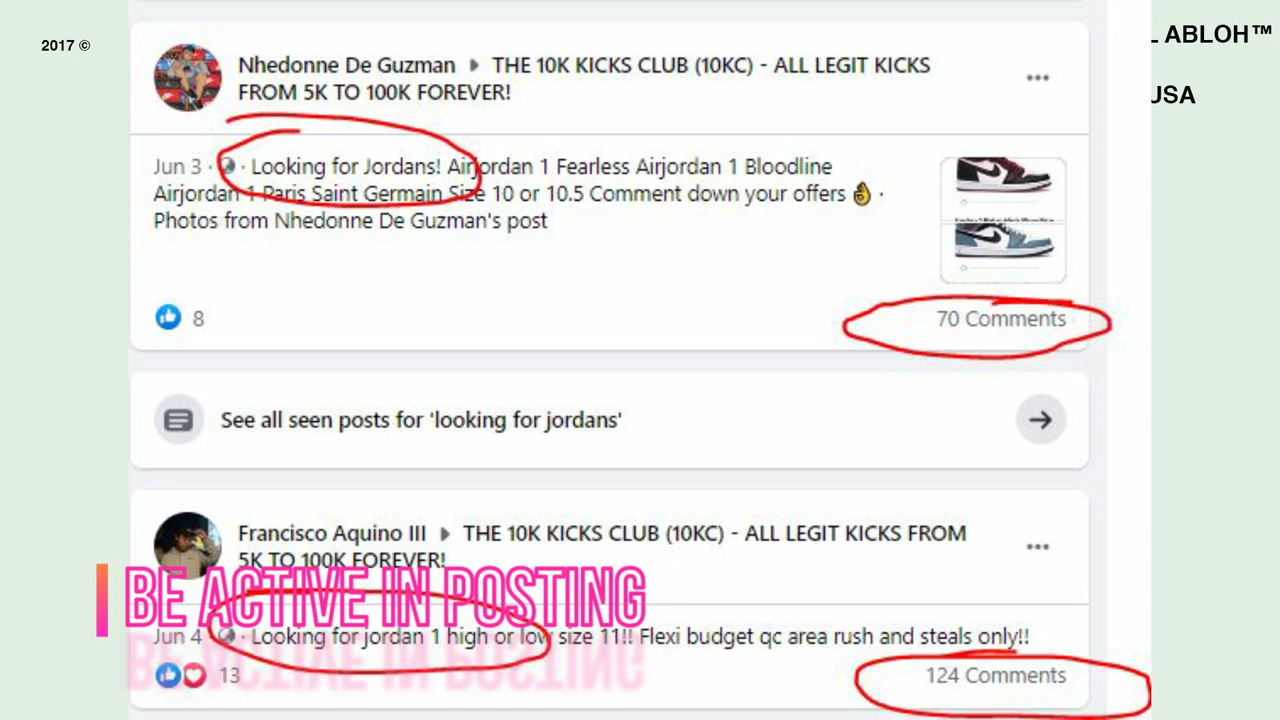 2017 ©
L ABLOH™
USA
Nhedonne De Guzman ▸ THE 10K KICKS CLUB (10KC) - ALL LEGIT KICKS
FROM 5K TO 100K FOREVER!
Jun 3 · Looking for Jordans! Airjordan 1 Fearless Airjordan 1 Bloodline
Airjordan 1 Paris Saint Germain Size 10 or 10.5 Comment down your offers 👌 ·
Photos from Nhedonne De Guzman's post
8
70 Comments
See all seen posts for 'looking for jordans'
Francisco Aquino III ▸ THE 10K KICKS CLUB (10KC) - ALL LEGIT KICKS FROM
5K TO 100K FOREVER!
BE ACTIVE IN POSTING
Jun 4 · Looking for jordan 1 high or low size 11!! Flexi budget qc area rush and steals only!!
13
124 Comments